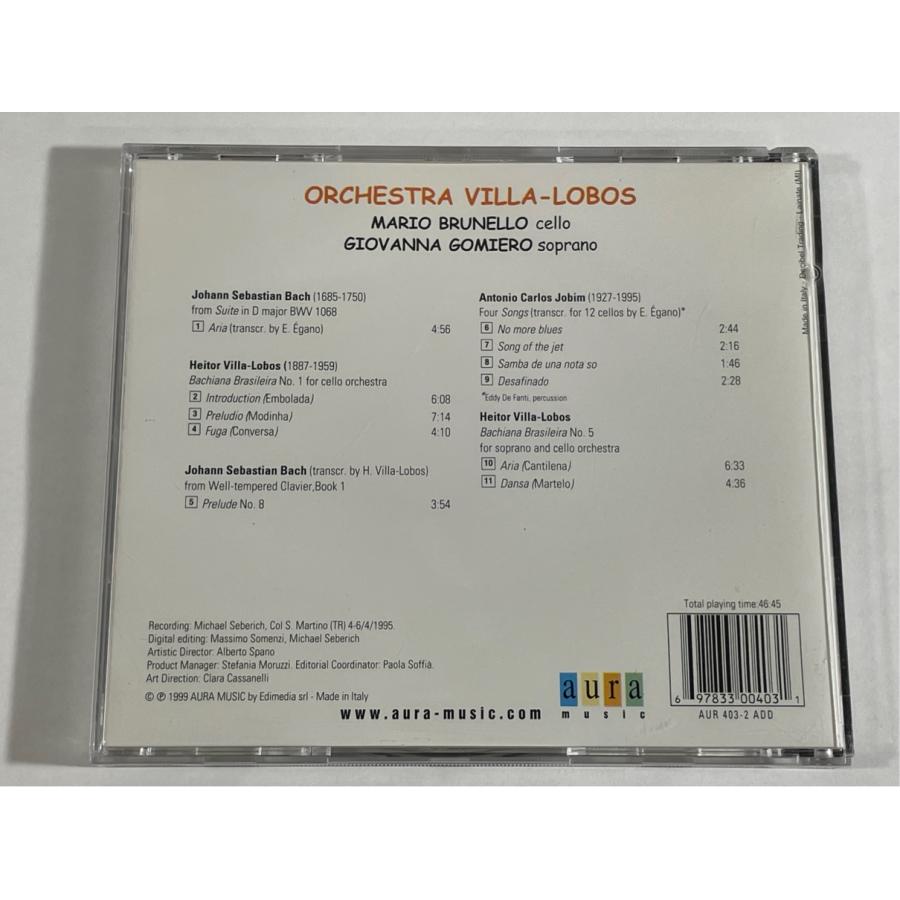 ORCHESTRA VILLA-LOBOS
MARIO BRUNELLO cello
GIOVANNA GOMIERO soprano
Johann Sebastian Bach (1685-1750)
from Suite in D major BWV 1068
1 Aria (transcr. by E. Égano) 4:56
Heitor Villa-Lobos (1887-1959)
Bachiana Brasileira No. 1 for cello orchestra
2 Introduction (Embolada) 6:08
3 Preludio (Modinha) 7:14
4 Fuga (Conversa) 4:10
Johann Sebastian Bach (transcr. by H. Villa-Lobos)
from Well-tempered Clavier,Book 1
5 Prelude No. 8 3:54
Antonio Carlos Jobim (1927-1995)
Four Songs (transcr. for 12 cellos by E. Égano)*
6 No more blues 2:44
7 Song of the jet 2:16
8 Samba de una nota so 1:46
9 Desafinado 2:28
*Eddy De Fanti, percussion
Heitor Villa-Lobos
Bachiana Brasileira No. 5
for soprano and cello orchestra
10 Aria (Cantilena) 6:33
11 Dansa (Martelo) 4:36
Recording: Michael Seberich, Col S. Martino (TR) 4-6/4/1995.
Digital editing: Massimo Somenzi, Michael Seberich
Artistic Director: Alberto Spano
Product Manager: Stefania Moruzzi. Editorial Coordinator: Paola Soffià.
Art Direction: Clara Cassanelli
© ℗ 1999 AURA MUSIC by Edimedia srl - Made in Italy
www.aura-music.com
aura
music
Total playing time:46:45
6 97833 00403 1
AUR 403-2 ADD
Made in Italy - Decibel Trading - Lainate (MI)